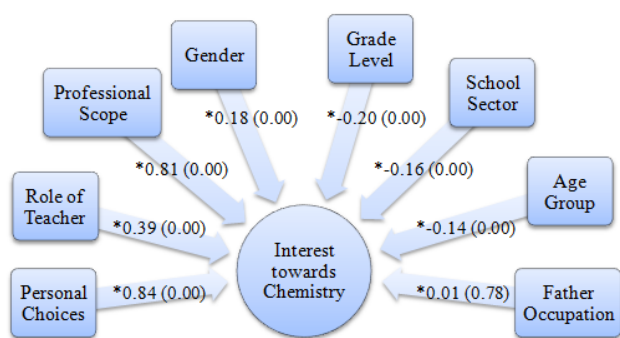 Gender
Grade
Level
Professional
Scope
School
Sector
*0.18 (0.00)
*-0.20 (0.00)
*0.81 (0.00)
*-0.16 (0.00)
Role of
Teacher
*0.39 (0.00)
Age
Group
*-0.14 (0.00)
Interest
towards
Chemistry
Personal
Choices
*0.84 (0.00)
*0.01 (0.78)
Father
Occupation